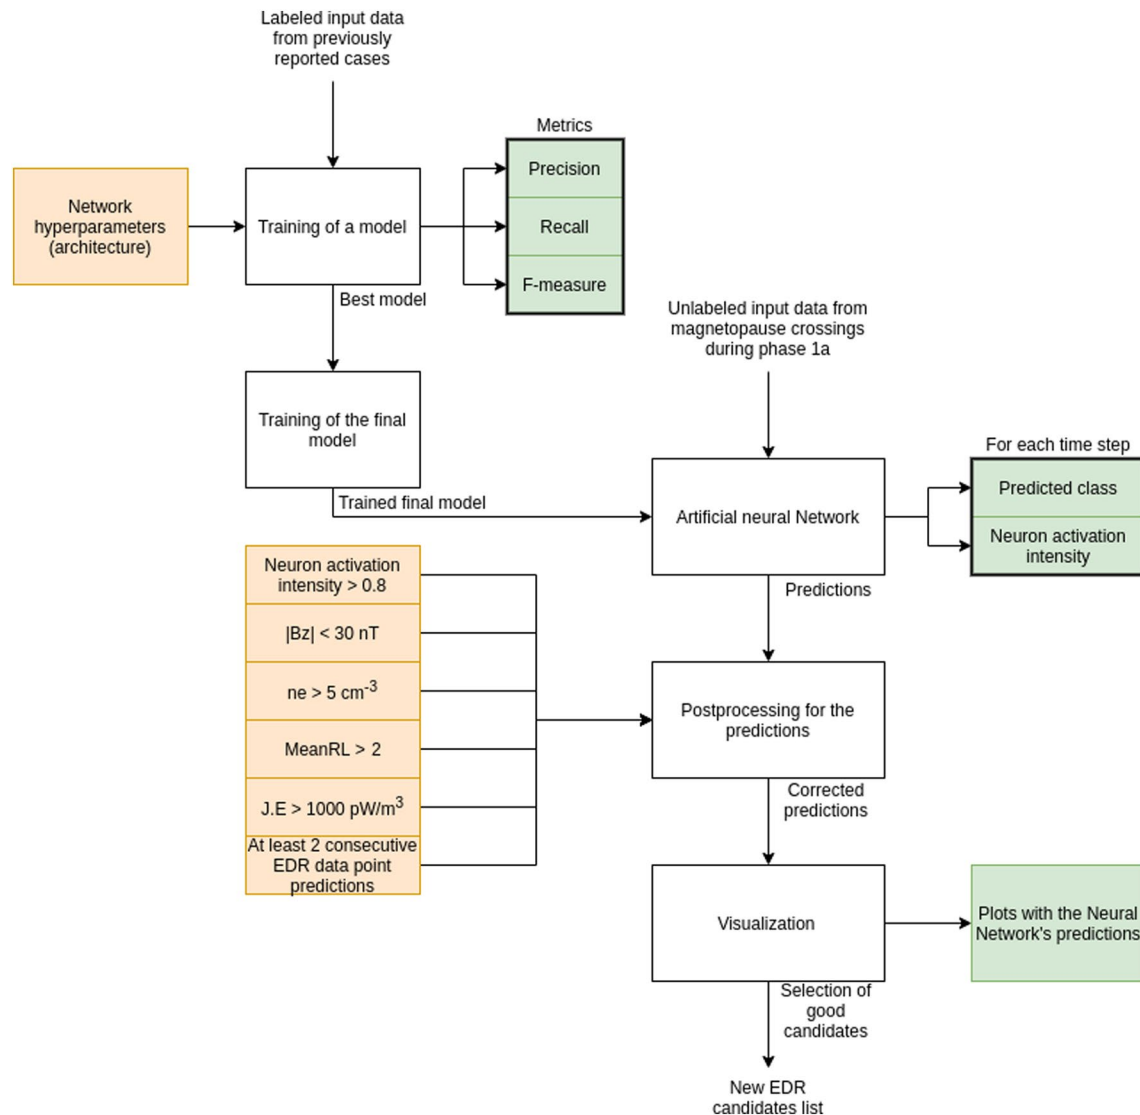 Labeled input data
from previously
reported cases
Metrics
Network
hyperparameters
(architecture)
Training of a model
Precision
Recall
F-measure
Best model
Unlabeled input data from
magnetopause crossings
during phase 1a
Training of the final
model
Trained final model
Artificial neural Network
For each time step
Predicted class
Neuron activation
intensity
Predictions
Neuron activation
intensity > 0.8
|Bz| < 30 nT
ne > 5 cm⁻³
MeanRL > 2
J.E > 1000 pW/m³
At least 2 consecutive
EDR data point
predictions
Postprocessing for the
predictions
Corrected
predictions
Visualization
Plots with the Neural
Network's predictions
Selection of
good
candidates
New EDR
candidates list